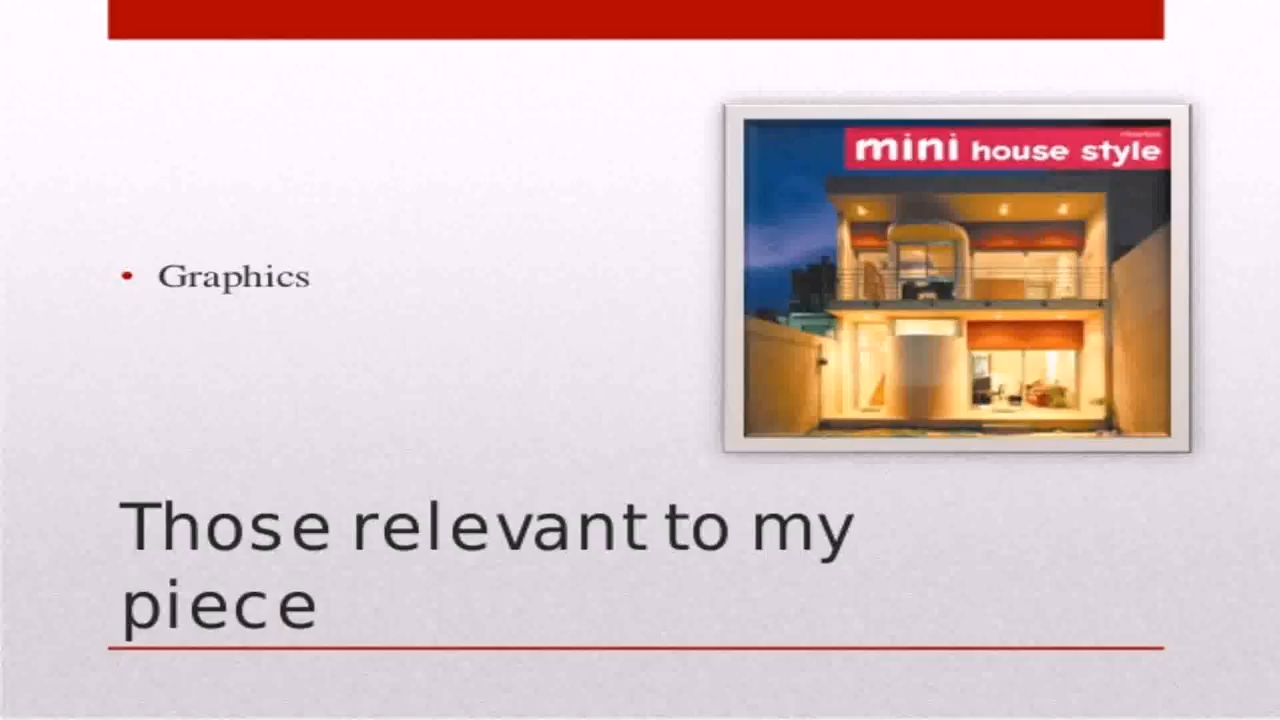 mini house style
• Graphics
Those relevant to my
piece